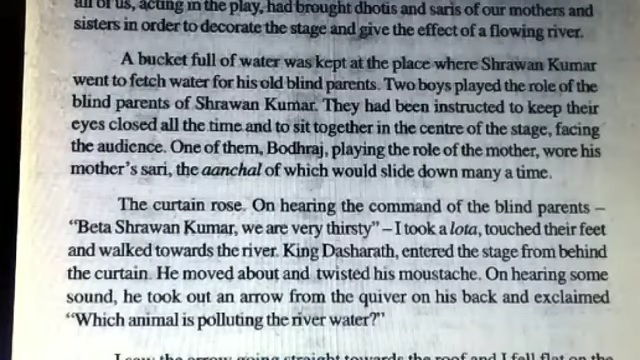 all of us, acting in the play, had brought dhotis and saris of our mothers and
sisters in order to decorate the stage and give the effect of a flowing river.
A bucket full of water was kept at the place where Shrawan Kumar
went to fetch water for his old blind parents. Two boys played the role of the
blind parents of Shrawan Kumar. They had been instructed to keep their
eyes closed all the time and to sit together in the centre of the stage, facing
the audience. One of them, Bodhraj, playing the role of the mother, wore his
mother's sari, the aanchal of which would slide down many a time.
The curtain rose. On hearing the command of the blind parents –
“Beta Shrawan Kumar, we are very thirsty” – I took a lota, touched their feet
and walked towards the river. King Dasharath, entered the stage from behind
the curtain. He moved about and twisted his moustache. On hearing some
sound, he took out an arrow from the quiver on his back and exclaimed
“Which animal is polluting the river water?”
I saw the arrow going straight towards the roof and I fell flat on the